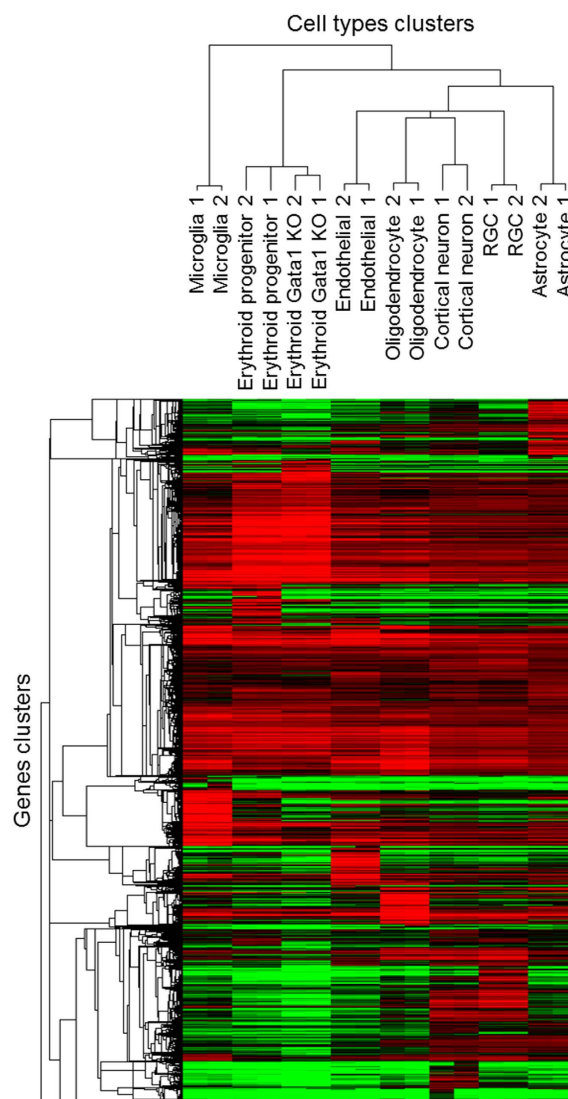 Cell types clusters
Microglia 1
Microglia 2
Erythroid progenitor 2
Erythroid progenitor 1
Erythroid Gata1 KO 2
Erythroid Gata1 KO 1
Endothelial 2
Endothelial 1
Oligodendrocyte 2
Oligodendrocyte 1
Cortical neuron 1
Cortical neuron 2
RGC 1
RGC 2
Astrocyte 2
Astrocyte 1
Genes clusters